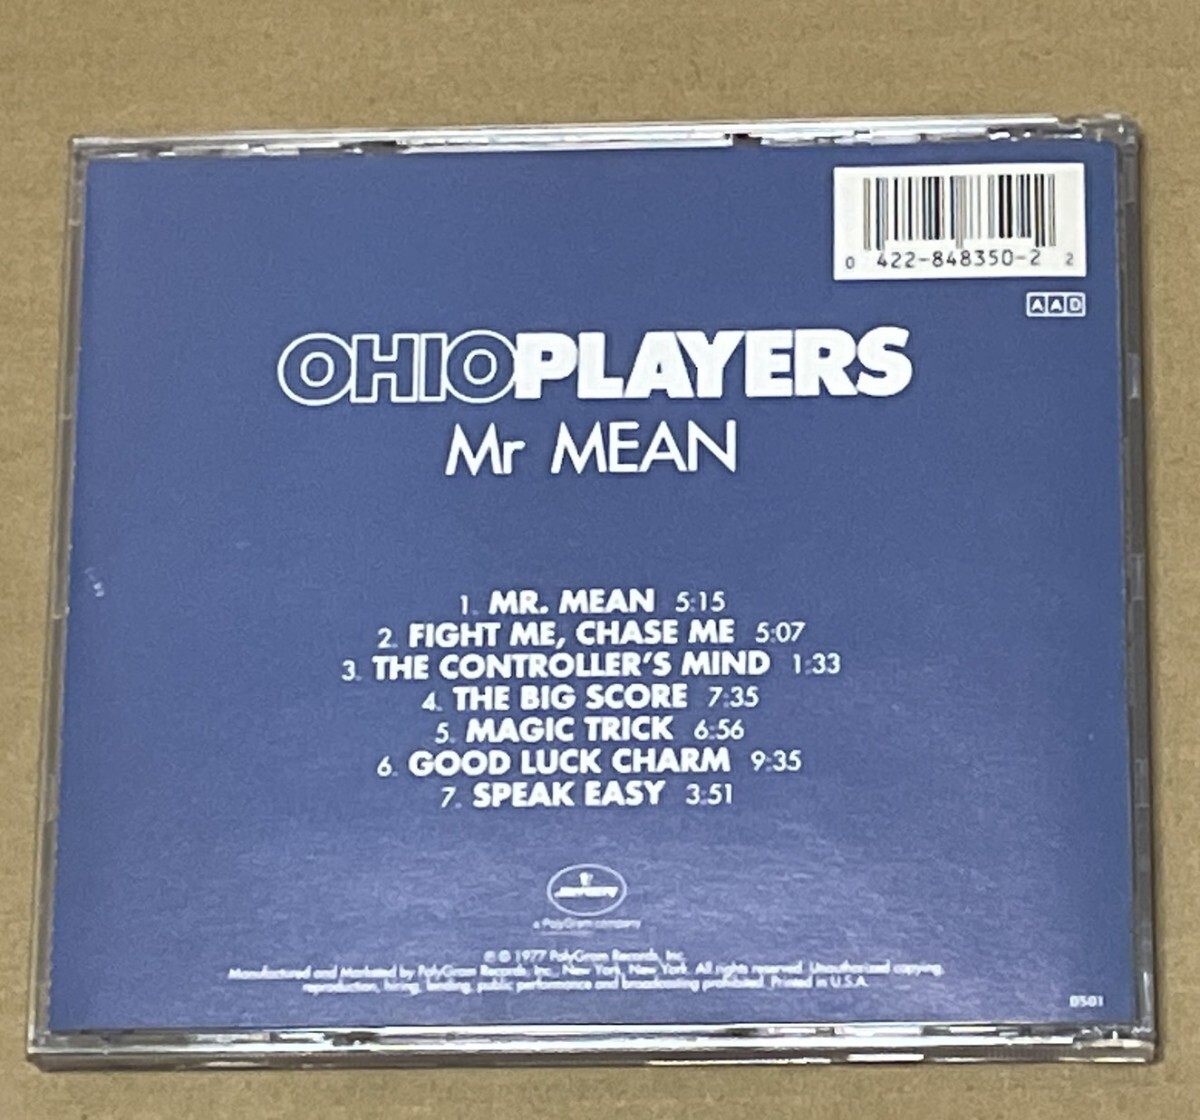 0 422-848350-2 2
AAD
OHIOPLAYERS
Mr MEAN
1. MR. MEAN 5:15
2. FIGHT ME, CHASE ME 5:07
3. THE CONTROLLER'S MIND 1:33
4. THE BIG SCORE 7:35
5. MAGIC TRICK 6:56
6. GOOD LUCK CHARM 9:35
7. SPEAK EASY 3:51
mercury
a PolyGram company
℗ © 1977 PolyGram Records, Inc.
Manufactured and Marketed by PolyGram Records, Inc., New York, New York. All rights reserved. Unauthorized copying,
reproduction, hiring, lending, public performance and broadcasting prohibited. Printed in U.S.A.
0501